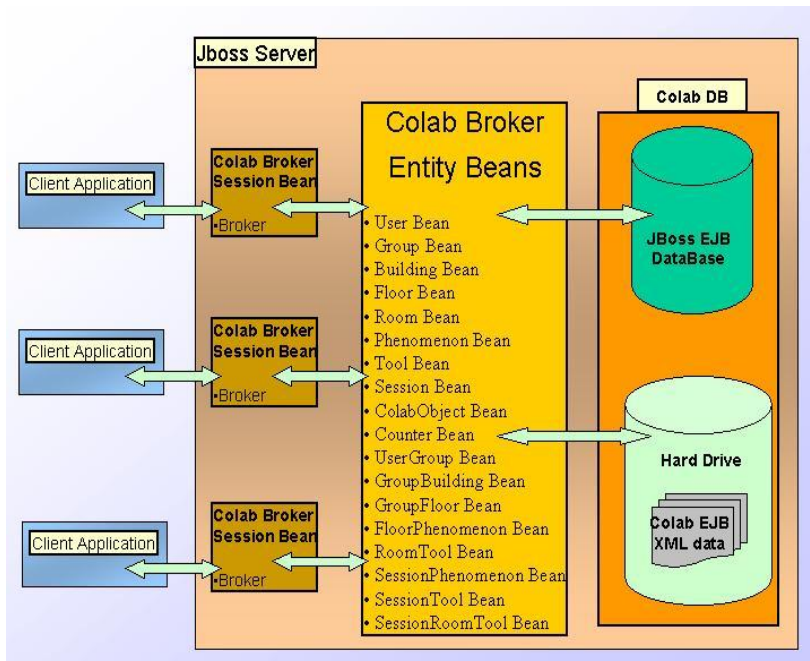 Jboss Server
Colab DB
Colab Broker
Entity Beans
• User Bean
• Group Bean
• Building Bean
• Floor Bean
• Room Bean
• Phenomenon Bean
• Tool Bean
• Session Bean
• ColabObject Bean
• Counter Bean
• UserGroup Bean
• GroupBuilding Bean
• GroupFloor Bean
• FloorPhenomenon Bean
• RoomTool Bean
• SessionPhenomenon Bean
• SessionTool Bean
• SessionRoomTool Bean
Client Application
Colab Broker
Session Bean
•Broker
Client Application
Colab Broker
Session Bean
•Broker
Client Application
Colab Broker
Session Bean
•Broker
JBoss EJB
DataBase
Hard Drive
Colab EJB
XML data